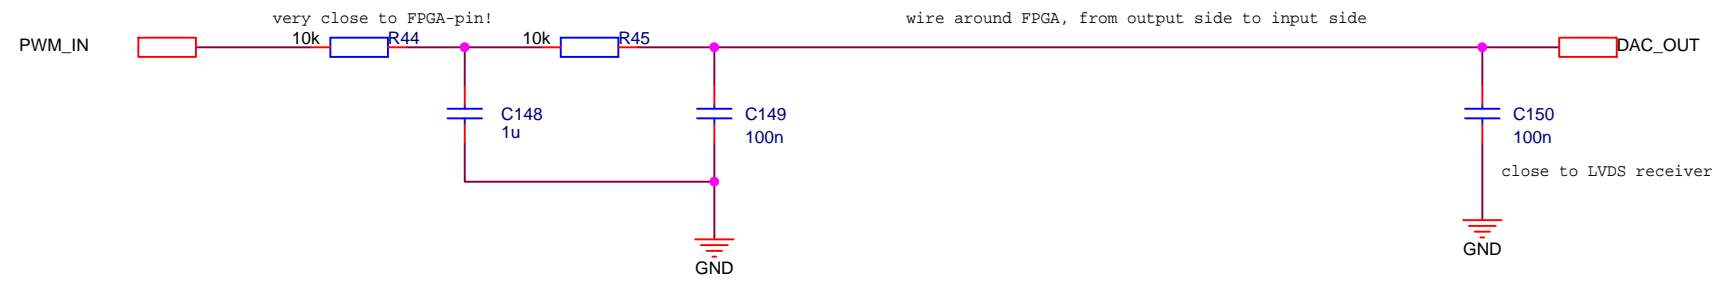 very close to FPGA-pin!
wire around FPGA, from output side to input side
PWM_IN
10k
R44
10k
R45
DAC_OUT
C148
1u
C149
100n
C150
100n
close to LVDS receiver
GND
GND